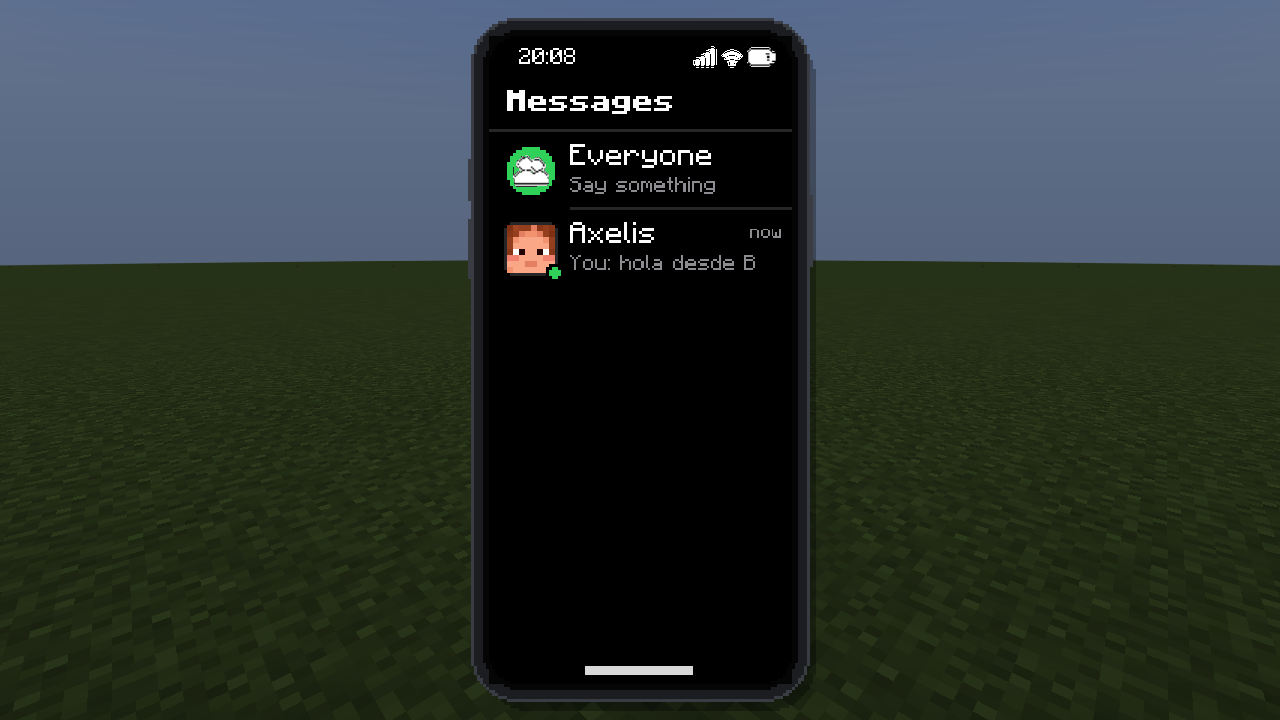 20:08
Messages
Everyone
Say something
Axelis
now
You: hola desde B